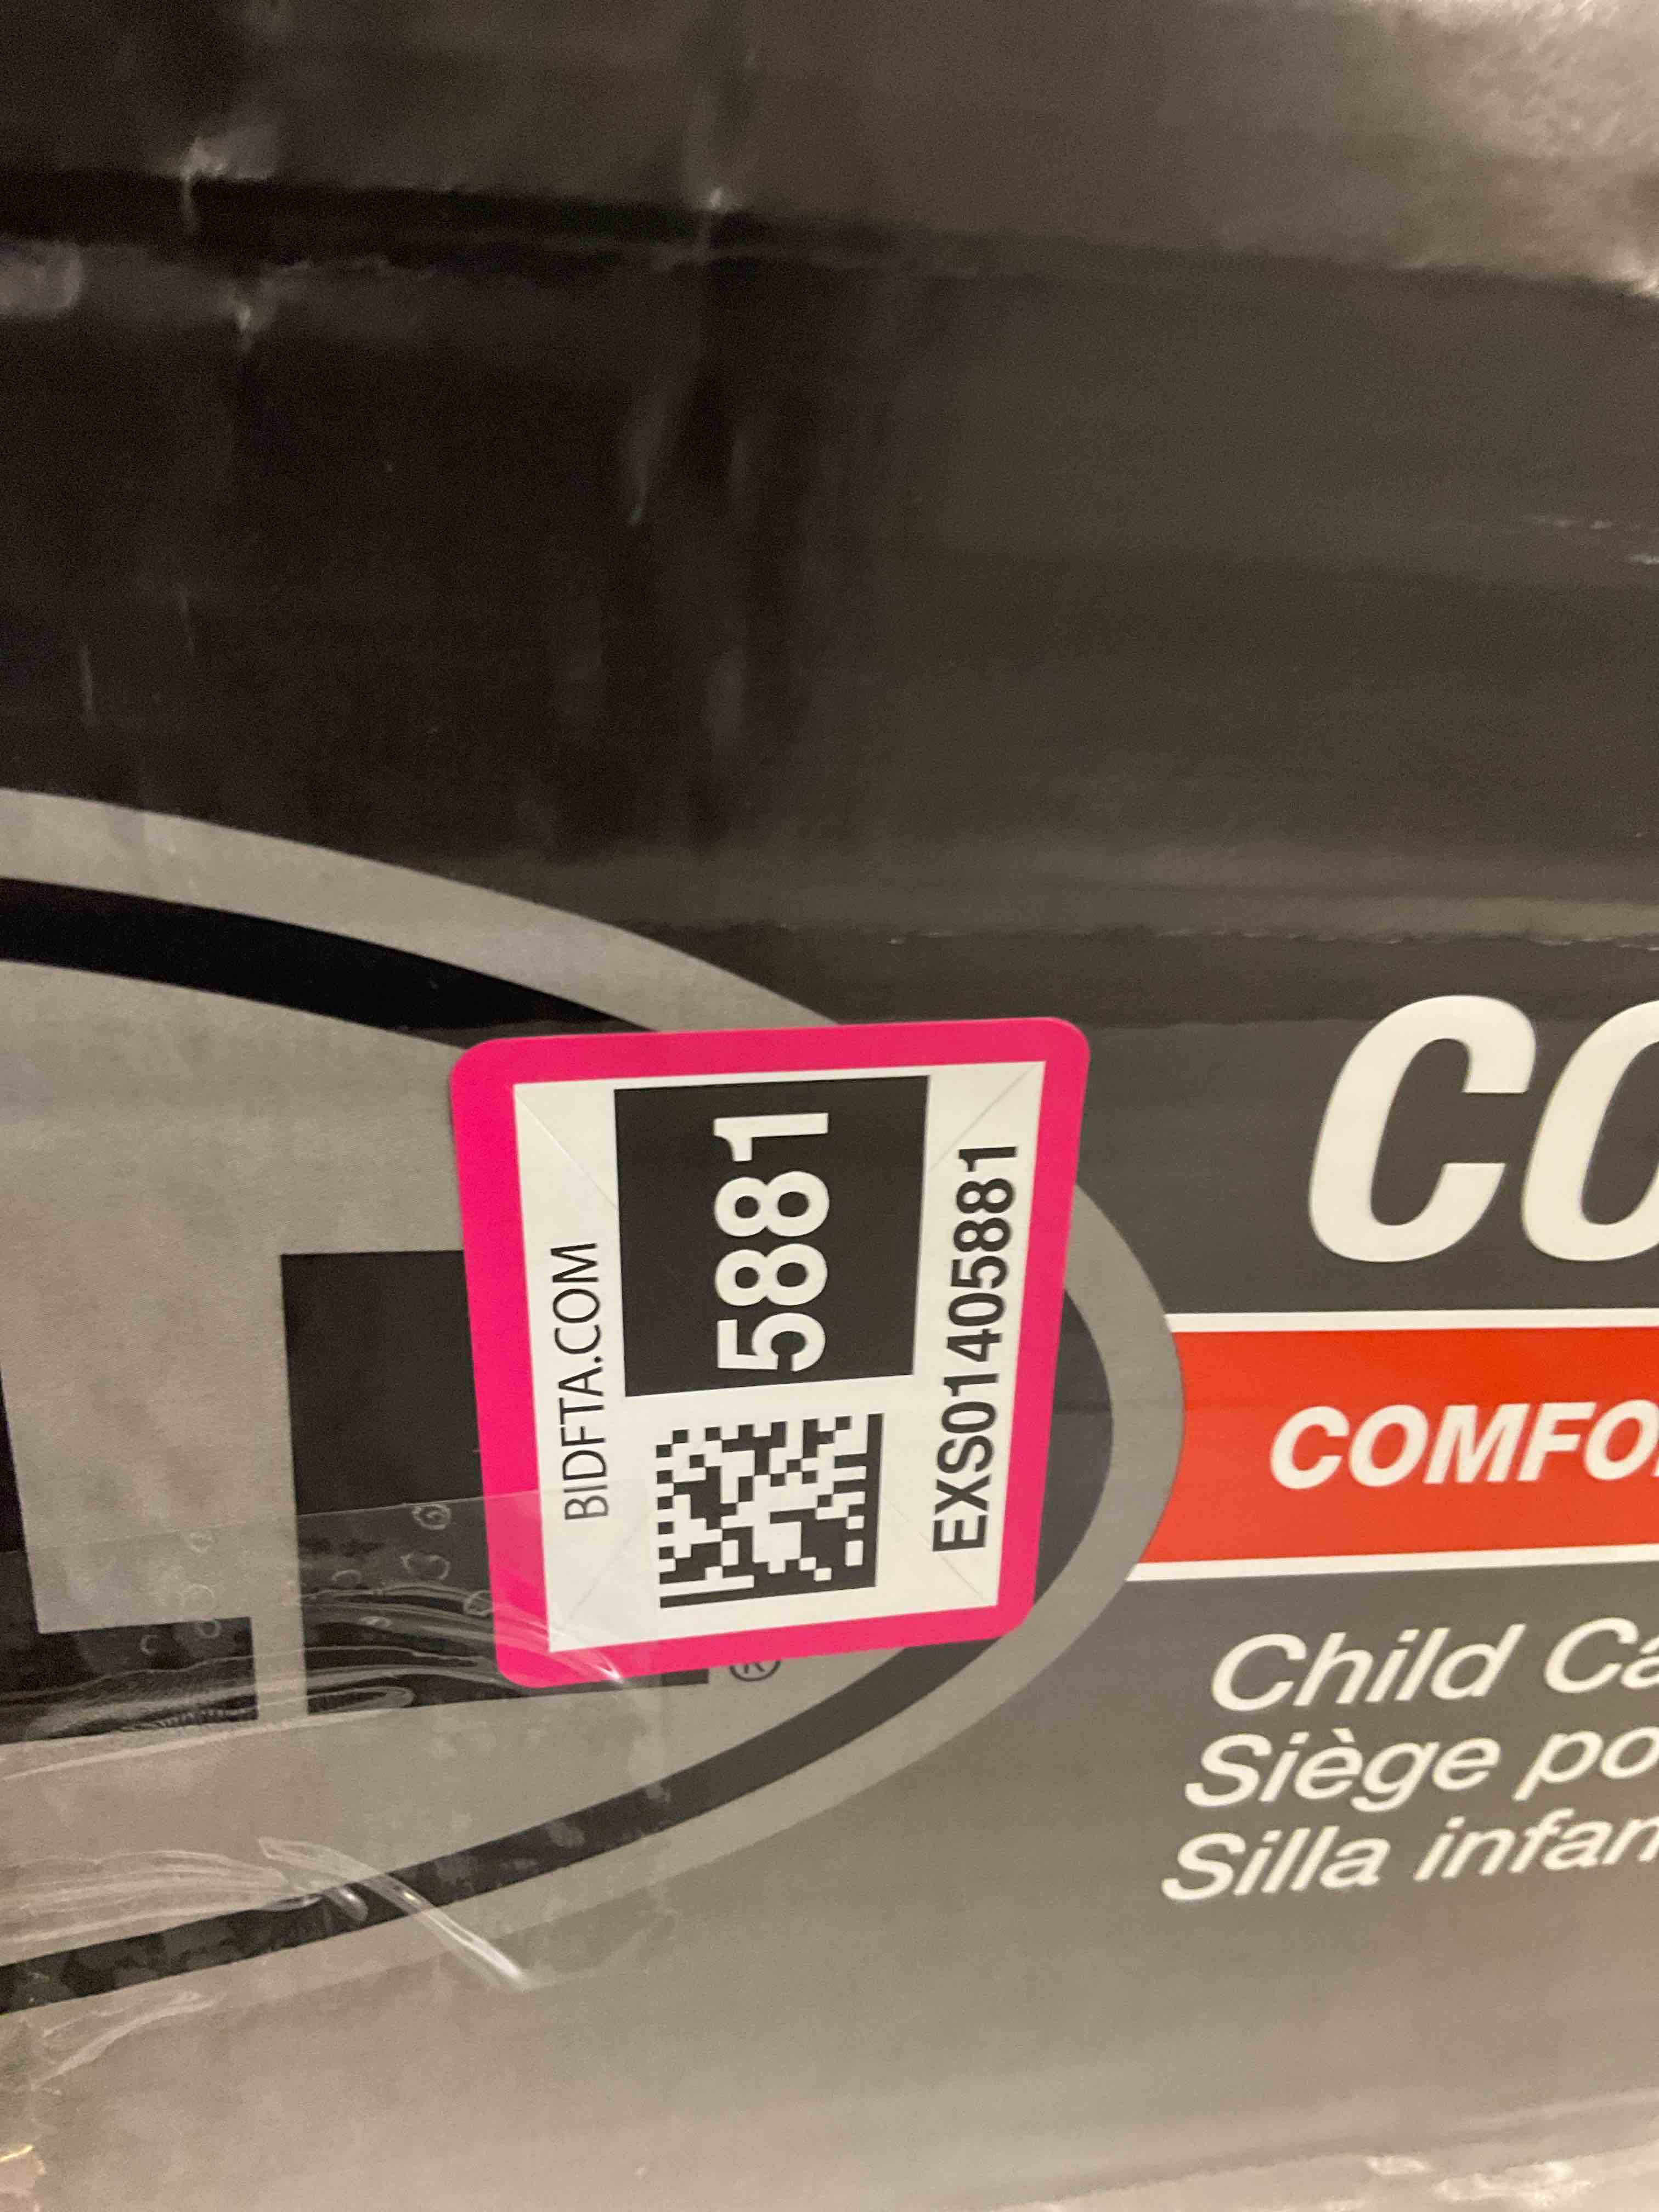 BIDFTA.COM
5881
EXS01405881
®
CO
COMFO
Child Ca
Siège po
Silla infan